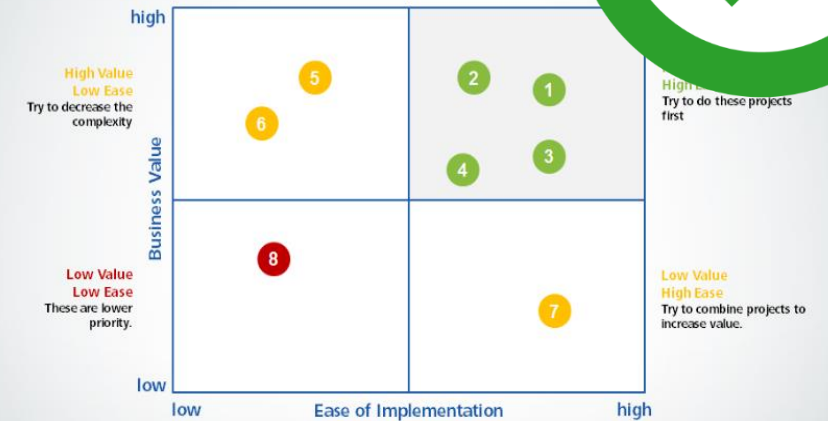 high
High Value
Low Ease
Try to decrease the
complexity
5
6
2
1
3
4
Try to do these projects
first
Business Value
Low Value
Low Ease
These are lower
priority.
8
7
Low Value
High Ease
Try to combine projects to
increase value.
low
low
Ease of Implementation
high